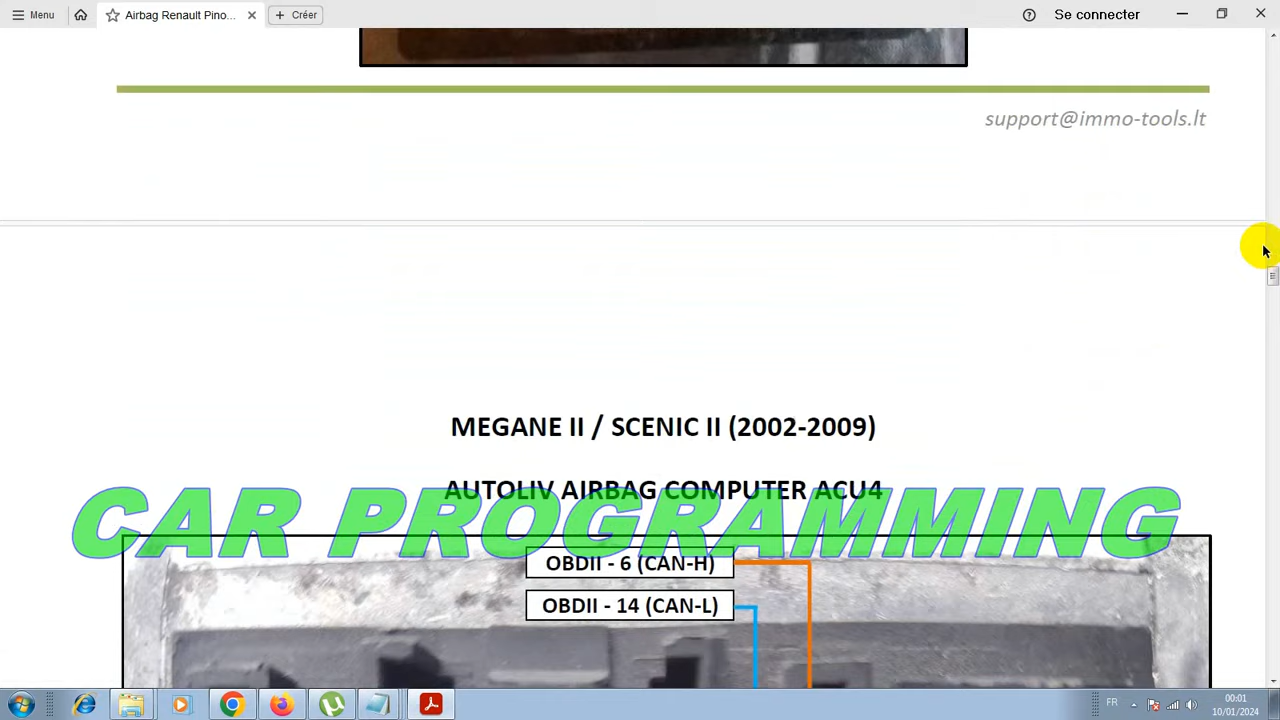 Menu
Airbag Renault Pino...
Créer
Se connecter
support@immo-tools.lt
MEGANE II / SCENIC II (2002-2009)
AUTOLIV AIRBAG COMPUTER ACU4
CAR PROGRAMMING
OBDII - 6 (CAN-H)
OBDII - 14 (CAN-L)
FR
00:01
10/01/2024